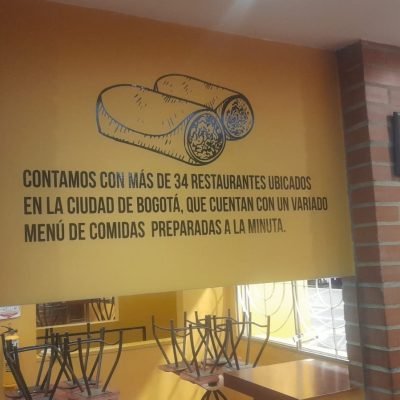 CONTAMOS CON MÁS DE 34 RESTAURANTES UBICADOS
EN LA CIUDAD DE BOGOTÁ, QUE CUENTAN CON UN VARIADO
MENÚ DE COMIDAS PREPARADAS A LA MINUTA.